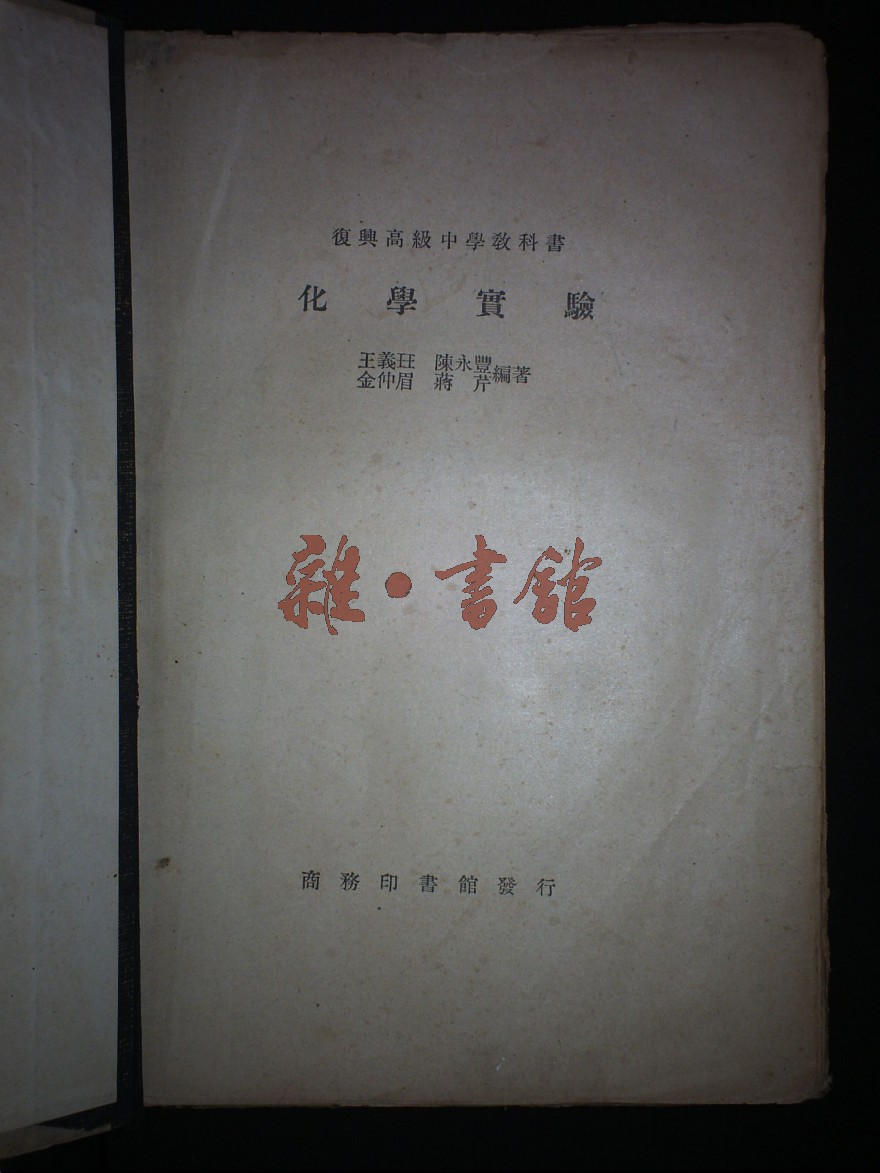 復興高級中學教科書
化學實驗
王義珏 陳永豐
金仲眉 蔣芹編著
雜·書館
商務印書館發行